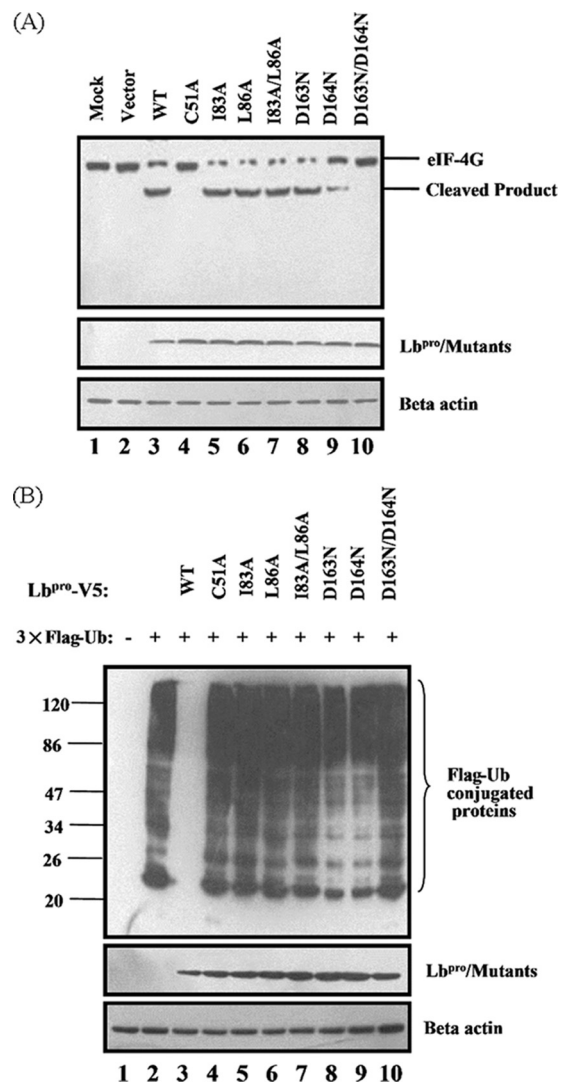 (A)
Mock
Vector
WT
C51A
I83A
L86A
I83A/L86A
D163N
D164N
D163N/D164N
eIF-4G
Cleaved Product
Lbᵖʳᵒ/Mutants
Beta actin
1 2 3 4 5 6 7 8 9 10
(B)
Lbᵖʳᵒ-V5:
WT
C51A
I83A
L86A
I83A/L86A
D163N
D164N
D163N/D164N
3×Flag-Ub: - + + + + + + + + +
120
86
47
34
26
20
Flag-Ub
conjugated
proteins
Lbᵖʳᵒ/Mutants
Beta actin
1 2 3 4 5 6 7 8 9 10